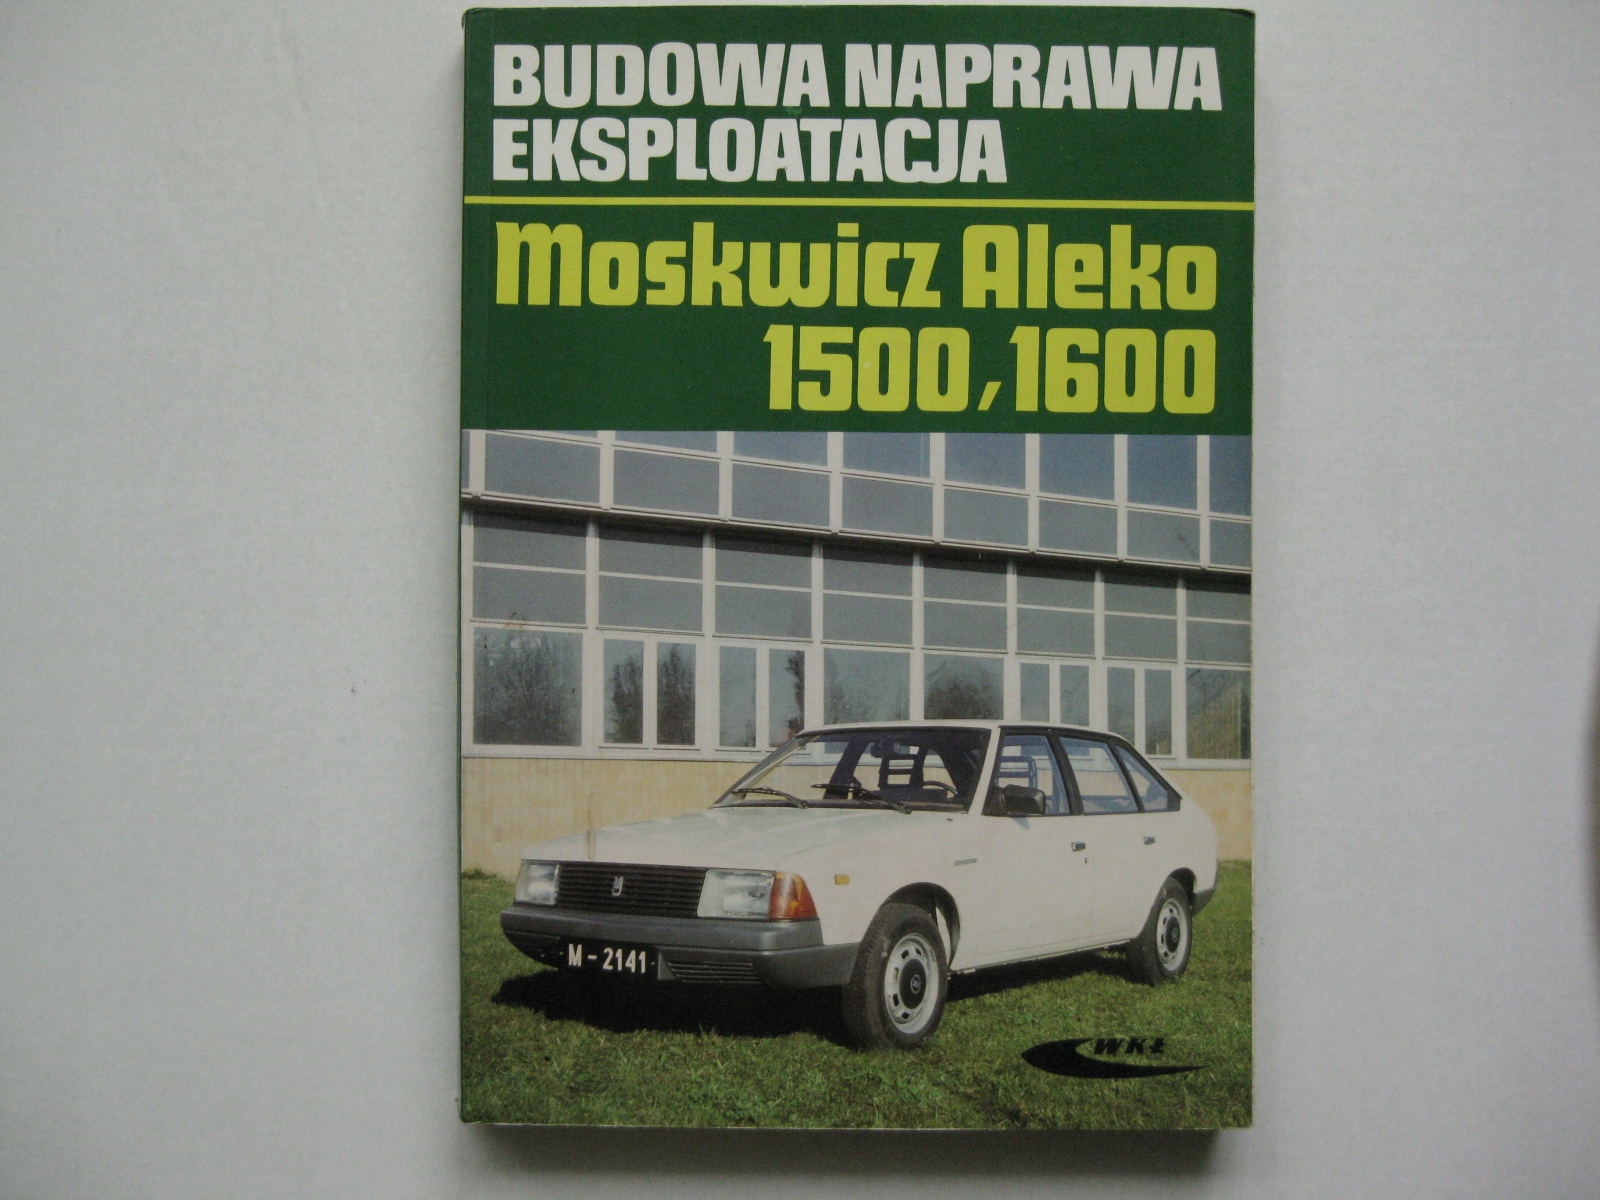 BUDOWA NAPRAWA
EKSPLOATACJA
Moskwicz Aleko
1500, 1600
M-2141
WKŁ